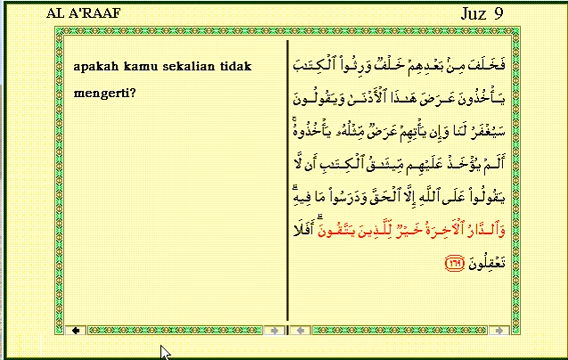 AL A'RAAF
Juz 9
apakah kamu sekalian tidak
mengerti?
فَخَلَفَ مِنۢ بَعْدِهِمْ خَلْفٌ وَرِثُوا۟ ٱلْكِتَٰبَ
يَأْخُذُونَ عَرَضَ هَٰذَا ٱلْأَدْنَىٰ وَيَقُولُونَ
سَيُغْفَرُ لَنَا وَإِن يَأْتِهِمْ عَرَضٌ مِّثْلُهُۥ يَأْخُذُوهُ ۚ
أَلَمْ يُؤْخَذْ عَلَيْهِم مِّيثَٰقُ ٱلْكِتَٰبِ أَن لَّا
يَقُولُوا۟ عَلَى ٱللَّهِ إِلَّا ٱلْحَقَّ وَدَرَسُوا۟ مَا فِيهِ ۗ
وَٱلدَّارُ ٱلْءَاخِرَةُ خَيْرٌ لِّلَّذِينَ يَتَّقُونَ ۗ أَفَلَا
تَعْقِلُونَ ١٦٩